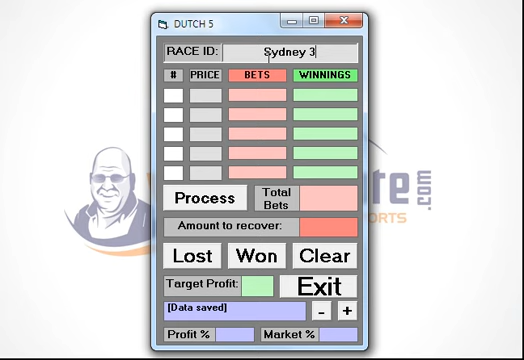 DUTCH 5
RACE ID: Sydney 3
# PRICE BETS WINNINGS
Process Total Bets
Amount to recover:
Lost Won Clear
Target Profit: Exit
[Data saved] - +
Profit % Market %
.com